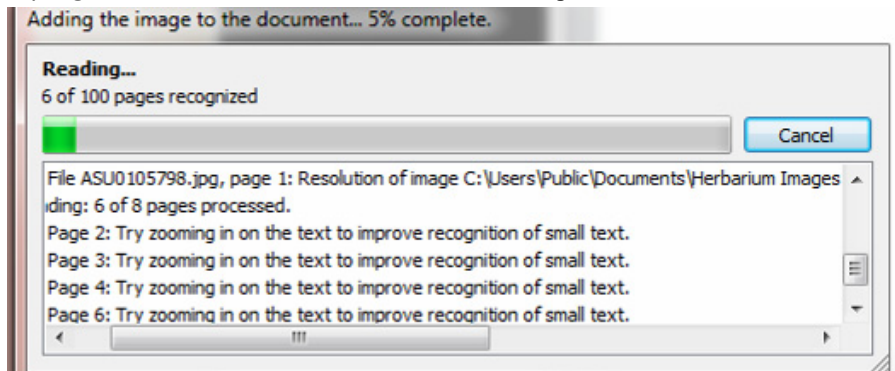 Adding the image to the document... 5% complete.
Reading...
6 of 100 pages recognized
Cancel
File ASU0105798.jpg, page 1: Resolution of image C:\Users\Public\Documents\Herbarium Images
ding: 6 of 8 pages processed.
Page 2: Try zooming in on the text to improve recognition of small text.
Page 3: Try zooming in on the text to improve recognition of small text.
Page 4: Try zooming in on the text to improve recognition of small text.
Page 6: Try zooming in on the text to improve recognition of small text.